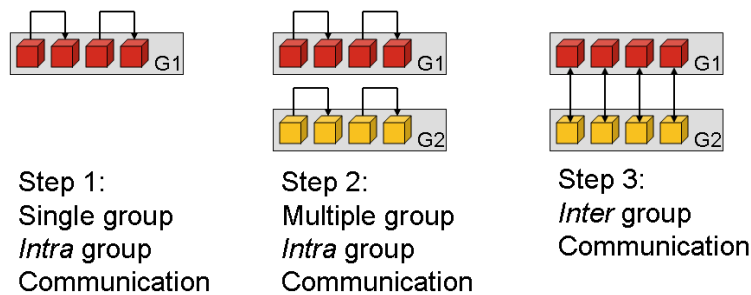 G1
G1
G2
G1
G2
Step 1:
Single group
Intra group
Communication
Step 2:
Multiple group
Intra group
Communication
Step 3:
Inter group
Communication